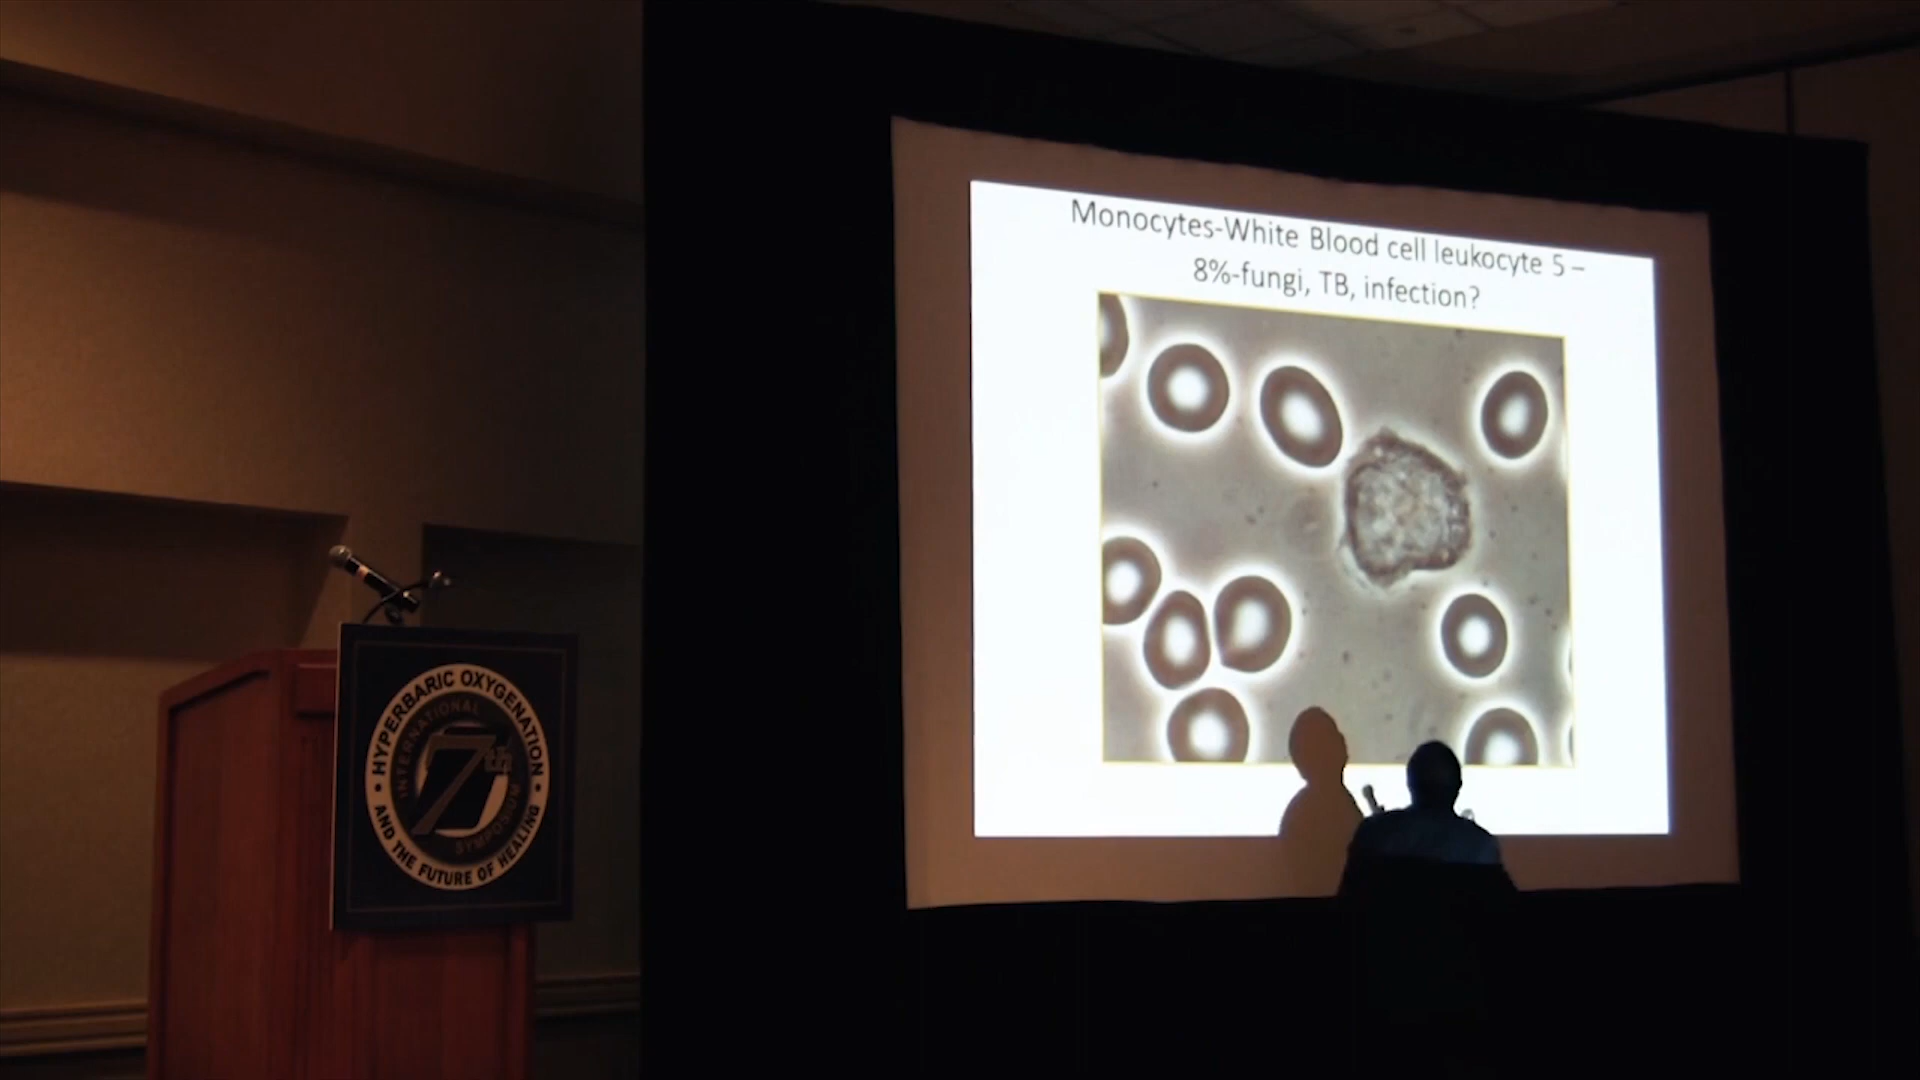 Monocytes-White Blood cell leukocyte 5 –
8%-fungi, TB, infection?
HYPERBARIC OXYGENATION
INTERNATIONAL
7th
SYMPOSIUM
AND THE FUTURE OF HEALING